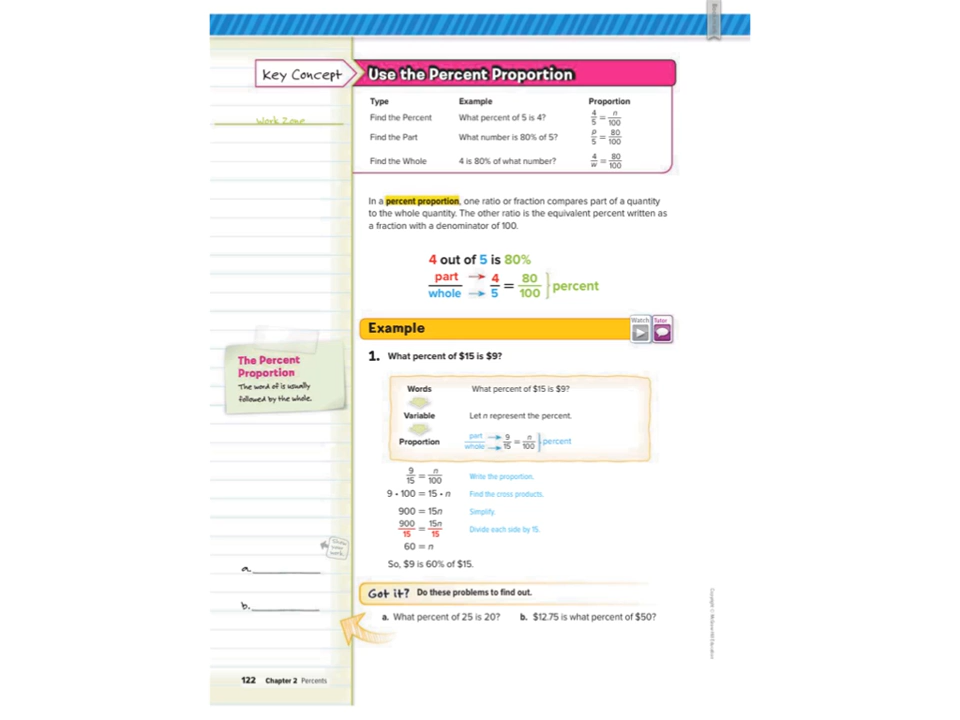 Key Concept
Use the Percent Proportion
Work Zone
Type Example Proportion
Find the Percent What percent of 5 is 4? 4/5 = n/100
Find the Part What number is 80% of 5? p/5 = 80/100
Find the Whole 4 is 80% of what number? 4/w = 80/100
In a percent proportion, one ratio or fraction compares part of a quantity
to the whole quantity. The other ratio is the equivalent percent written as
a fraction with a denominator of 100.
4 out of 5 is 80%
part/whole → 4/5 = 80/100 } percent
Example
Watch Tutor
1. What percent of $15 is $9?
The Percent
Proportion
The word of is usually
followed by the whole.
Words What percent of $15 is $9?
Variable Let n represent the percent.
Proportion part/whole → 9/15 = n/100 } percent
9/15 = n/100 Write the proportion.
9 • 100 = 15 • n Find the cross products.
900 = 15n Simplify.
900/15 = 15n/15 Divide each side by 15.
60 = n
So, $9 is 60% of $15.
Show your work.
a.
b.
Got it? Do these problems to find out.
a. What percent of 25 is 20? b. $12.75 is what percent of $50?
122 Chapter 2 Percents
Copyright © McGraw-Hill Education